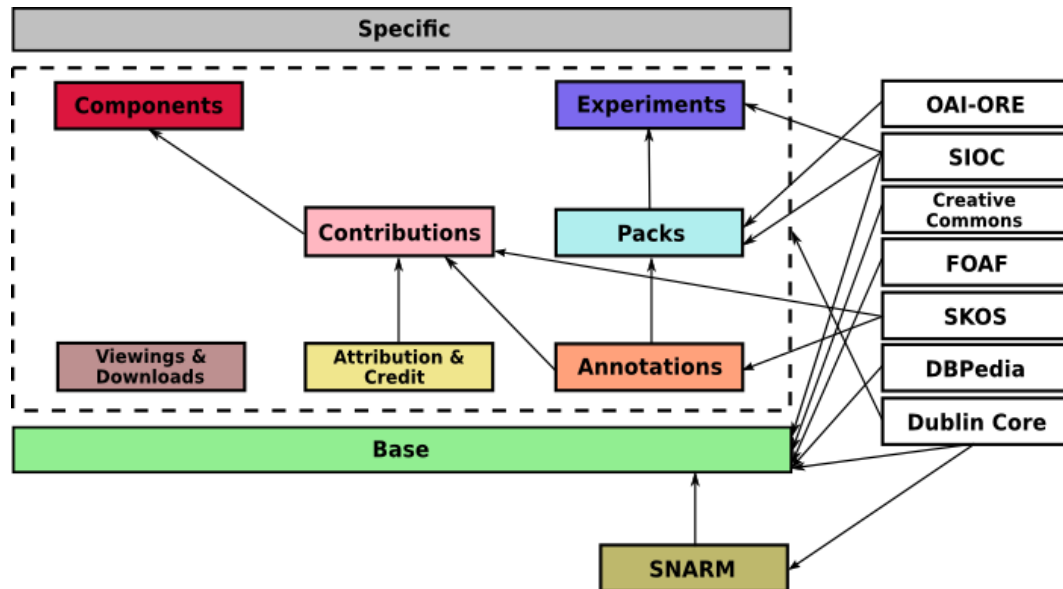 Specific
Components
Experiments
Contributions
Packs
Viewings &
Downloads
Attribution &
Credit
Annotations
Base
SNARM
OAI-ORE
SIOC
Creative
Commons
FOAF
SKOS
DBPedia
Dublin Core